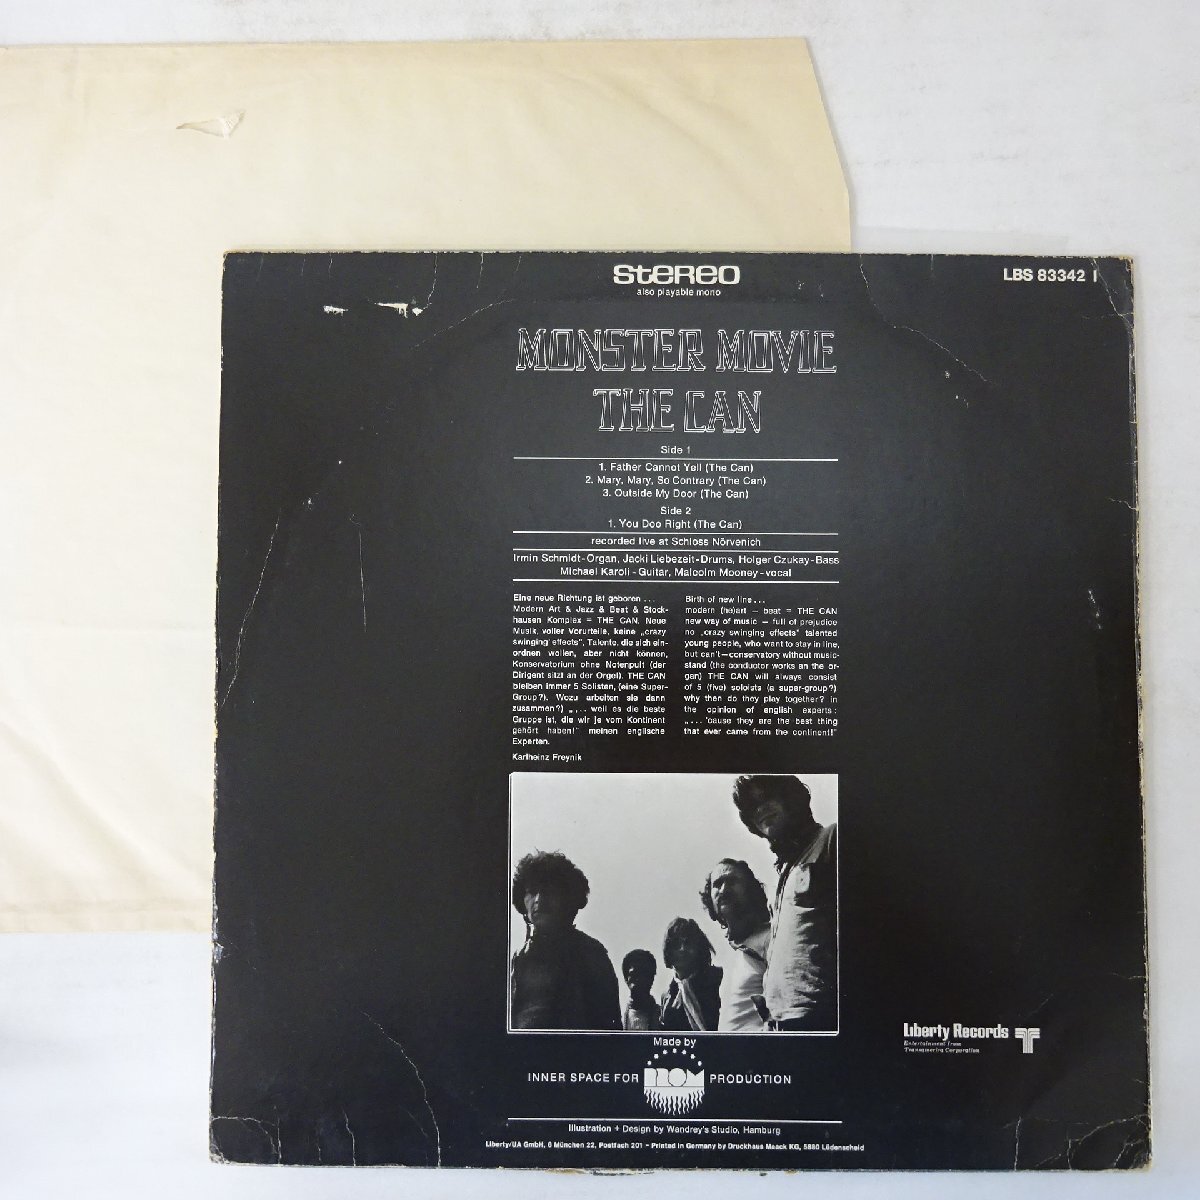 STEREO
also playable mono
LBS 83342 I
MONSTER MOVIE
THE CAN
Side 1
1. Father Cannot Yell (The Can)
2. Mary, Mary, So Contrary (The Can)
3. Outside My Door (The Can)
Side 2
1. You Doo Right (The Can)
recorded live at Schloss Nörvenich
Irmin Schmidt-Organ, Jacki Liebezeit-Drums, Holger Czukay-Bass
Michael Karoli - Guitar, Malcolm Mooney - vocal
Eine neue Richtung ist geboren ...
Modern Art & Jazz & Beat & Stock-
hausen Komplex = THE CAN. Neue
Musik, voller Vorurteile, keine „crazy
swinging effects", Talente, die sich ein-
ordnen wollen, aber nicht können,
Konservatorium ohne Notenpult (der
Dirigent sitzt an der Orgel). THE CAN
bleiben immer 5 Solisten, (eine Super-
Group?). Wozu arbeiten sie dann
zusammen?) „... weil es die beste
Gruppe ist, die wir je vom Kontinent
gehört haben!" meinen englische
Experten.
Karlheinz Freynik
Birth of new line ...
modern (he)art – beat = THE CAN
new way of music – full of prejudice
no „crazy swinging effects" talented
young people, who want to stay in line,
but can't—conservatory without music-
stand (the conductor works an the or-
gan) THE CAN will always consist
of 5 (five) soloists (a super-group?)
why then do they play together? in
the opinion of english experts:
„... 'cause they are the best thing
that ever came from the continent!!"
Made by
INNER SPACE FOR PROM PRODUCTION
Liberty Records
Entertainment from
Transamerica Corporation
Illustration + Design by Wandrey's Studio, Hamburg
Liberty/UA GmbH, 8 München 22, Postfach 201 – Printed in Germany by Druckhaus Maack KG, 5880 Lüdenscheid